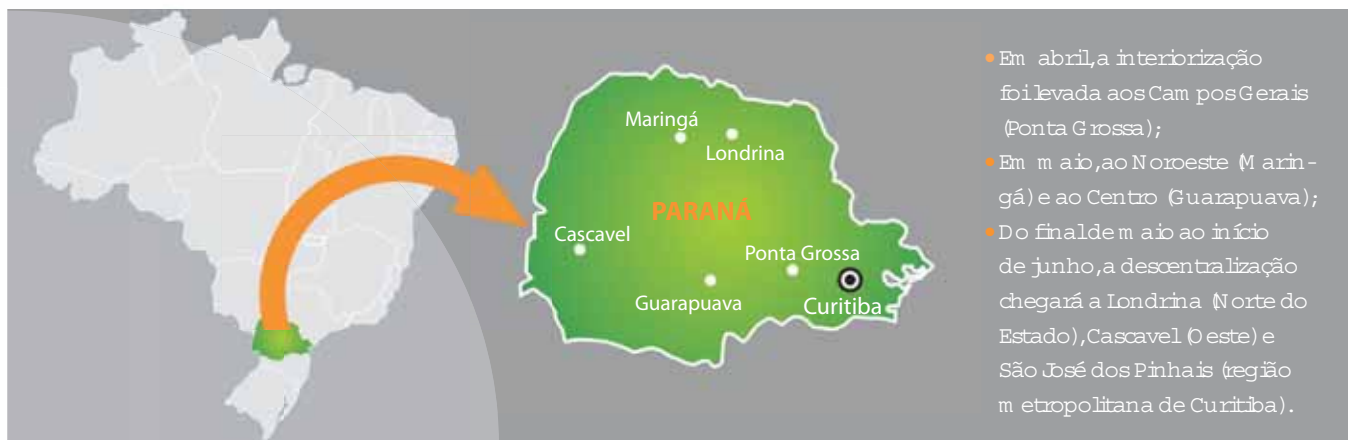 Maringá
Londrina
PARANÁ
Cascavel
Ponta Grossa
Guarapuava
Curitiba
• Em abril, a interiorização
foi levada aos Campos Gerais
(Ponta Grossa);
• Em maio, ao Noroeste (Marin-
gá) e ao Centro (Guarapuava);
• Do final de maio ao início
de junho, a descentralização
chegará a Londrina (Norte do
Estado), Cascavel (Oeste) e
São José dos Pinhais (região
metropolitana de Curitiba).